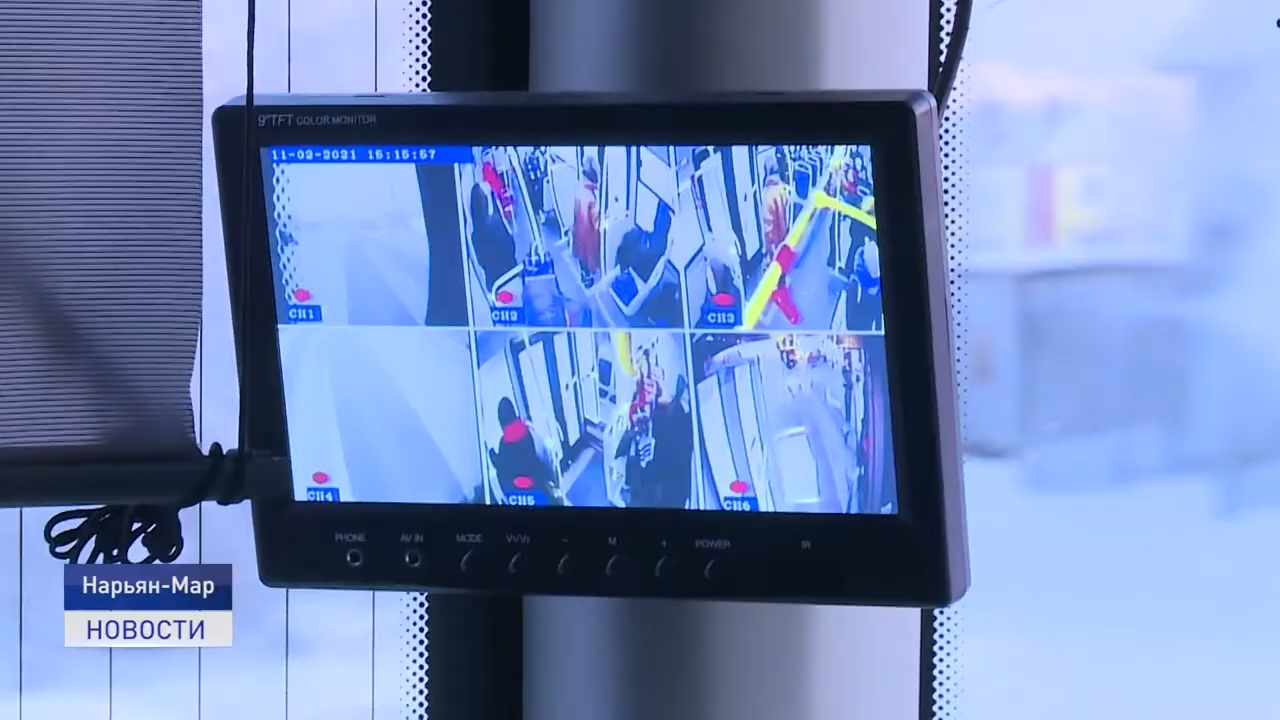 9"TFT COLOR MONITOR
11-02-2021 15:15:57
CH1
CH2
CH3
CH4
CH5
CH6
PHONE AV IN MODE V1/V2 - M + POWER IR
Нарьян-Мар
НОВОСТИ